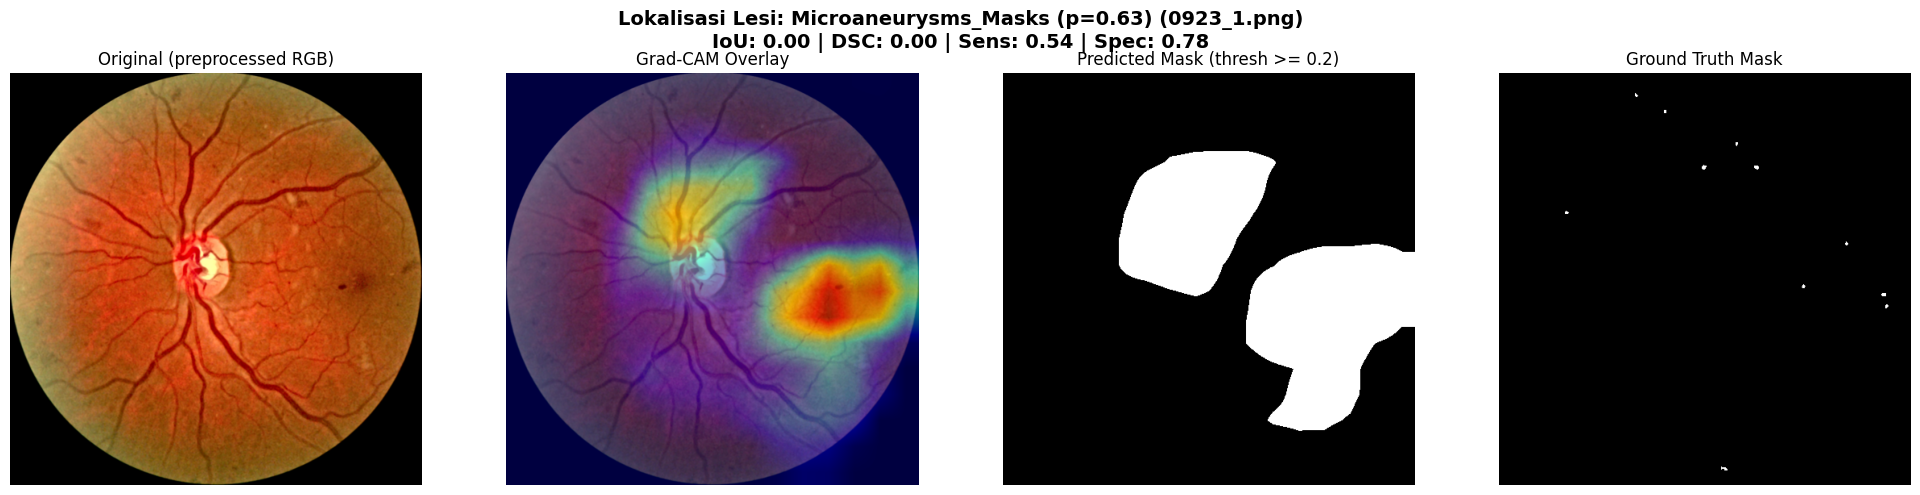 Lokalisasi Lesi: Microaneurysms_Masks (p=0.63) (0923_1.png)
IoU: 0.00 | DSC: 0.00 | Sens: 0.54 | Spec: 0.78
Original (preprocessed RGB)
Grad-CAM Overlay
Predicted Mask (thresh >= 0.2)
Ground Truth Mask